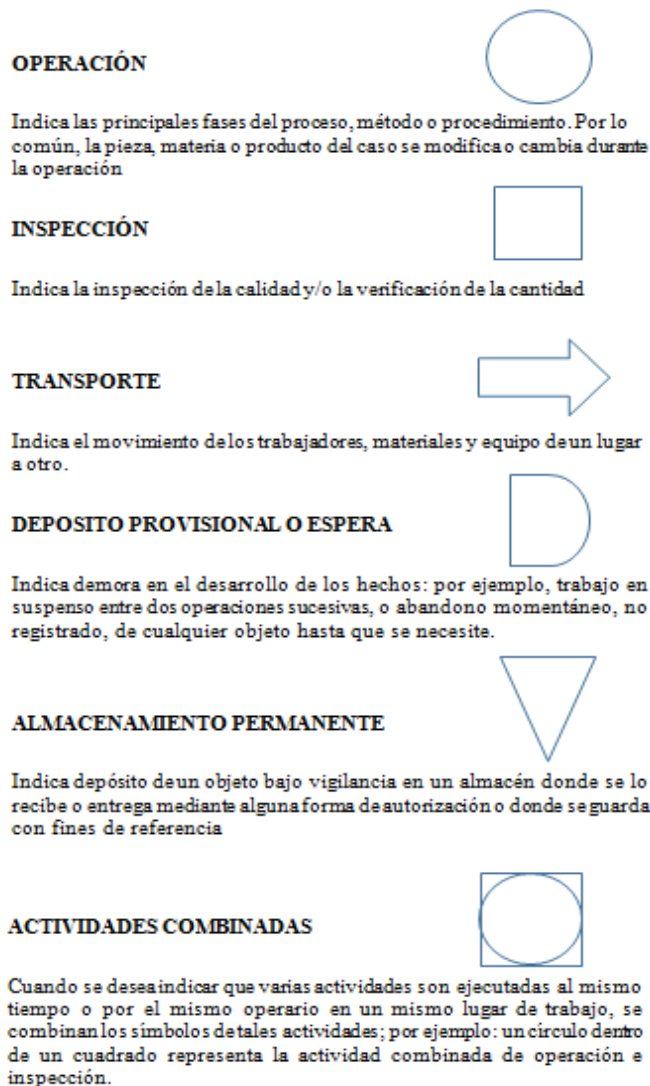 OPERACIÓN
Indica las principales fases del proceso, método o procedimiento. Por lo
común, la pieza, materia o producto del caso se modifica o cambia durante
la operación
INSPECCIÓN
Indica la inspección de la calidad y/o la verificación de la cantidad
TRANSPORTE
Indica el movimiento de los trabajadores, materiales y equipo de un lugar
a otro.
DEPOSITO PROVISIONAL O ESPERA
Indica demora en el desarrollo de los hechos: por ejemplo, trabajo en
suspenso entre dos operaciones sucesivas, o abandono momentáneo, no
registrado, de cualquier objeto hasta que se necesite.
ALMACENAMIENTO PERMANENTE
Indica depósito de un objeto bajo vigilancia en un almacén donde se lo
recibe o entrega mediante alguna forma de autorización o donde se guarda
con fines de referencia
ACTIVIDADES COMBINADAS
Cuando se desea indicar que varias actividades son ejecutadas al mismo
tiempo o por el mismo operario en un mismo lugar de trabajo, se
combinan los símbolos de tales actividades; por ejemplo: un círculo dentro
de un cuadrado representa la actividad combinada de operación e
inspección.